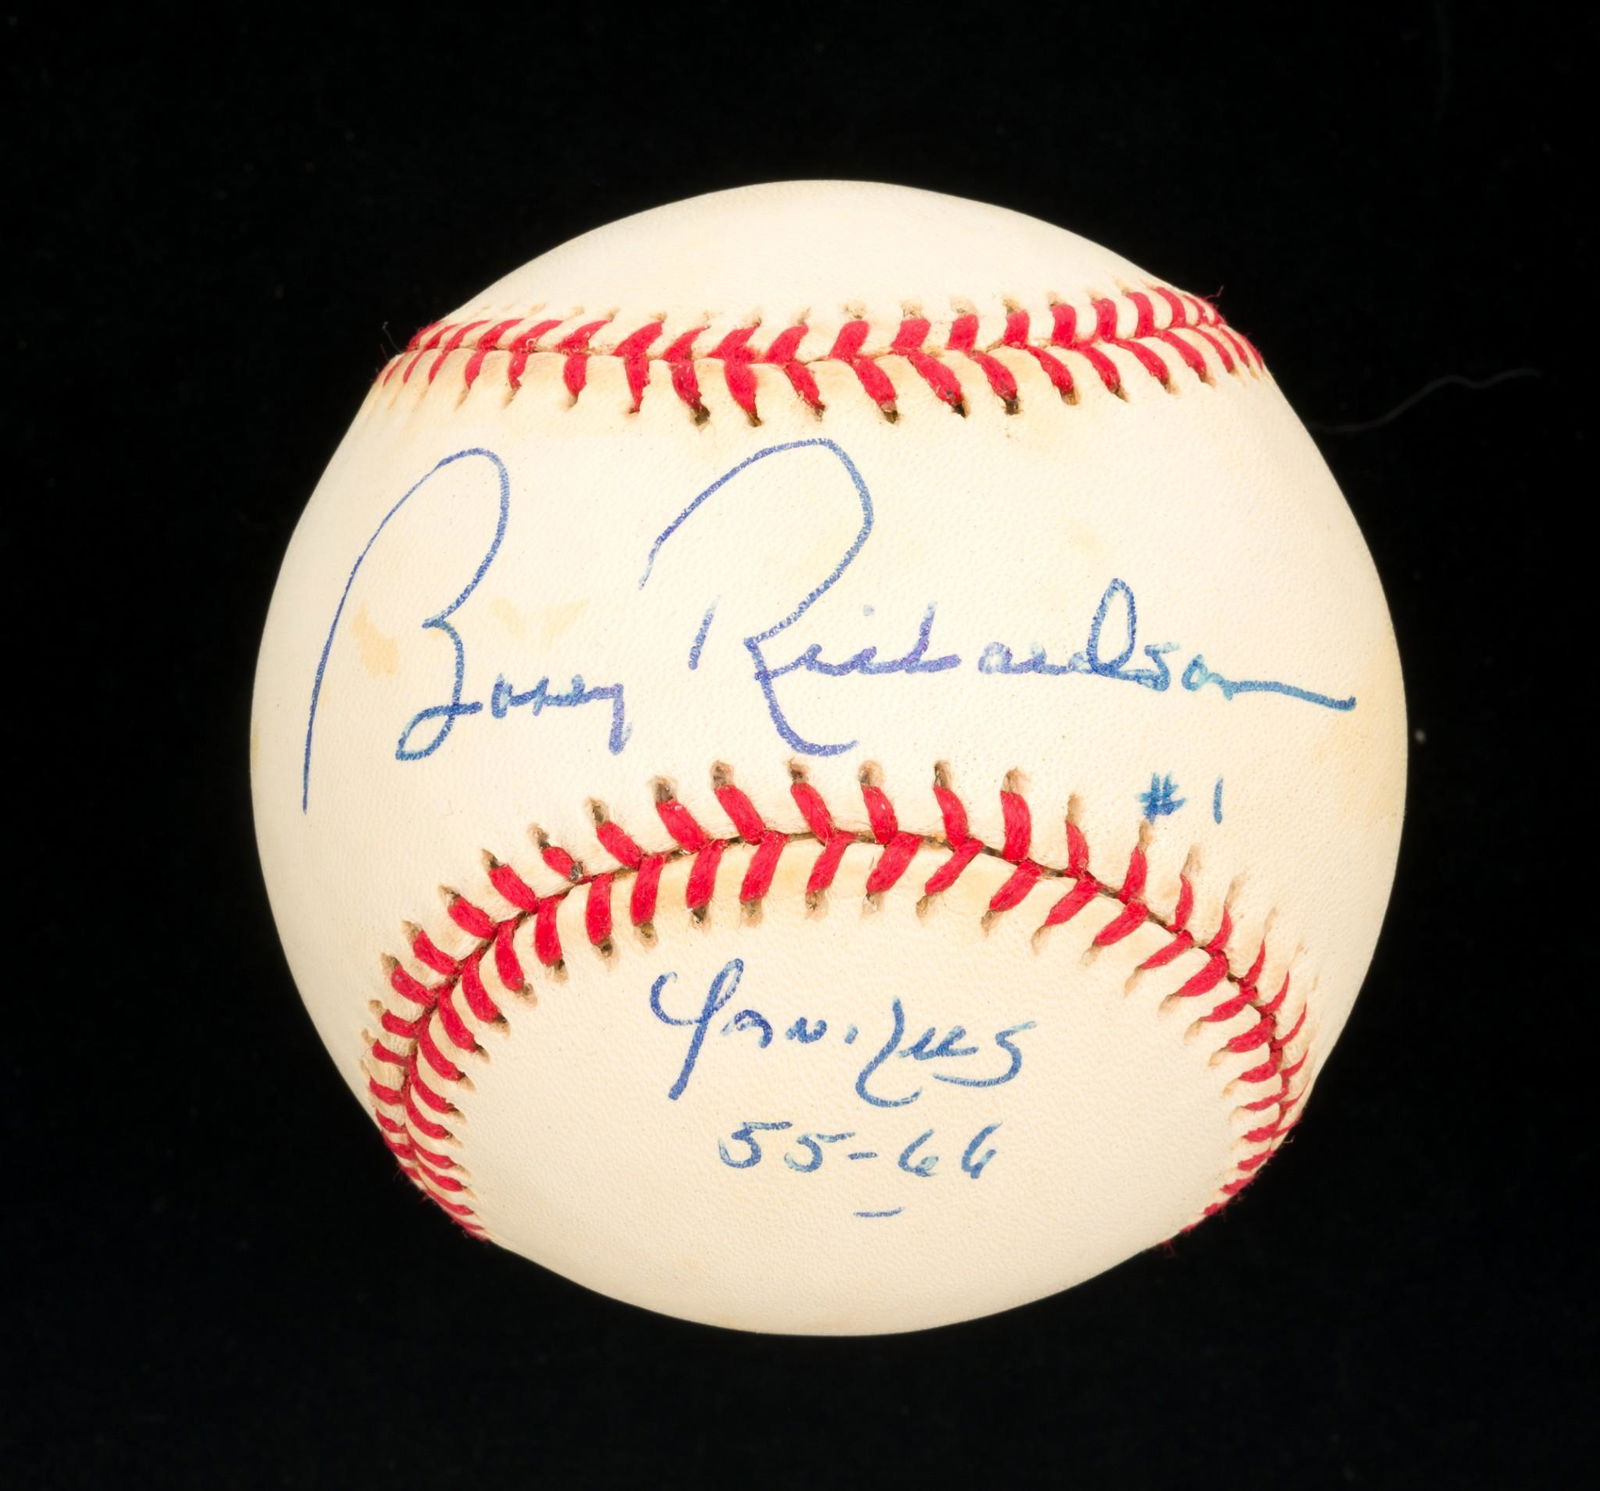 Bobby Richardson
#1
Yankees
55-66